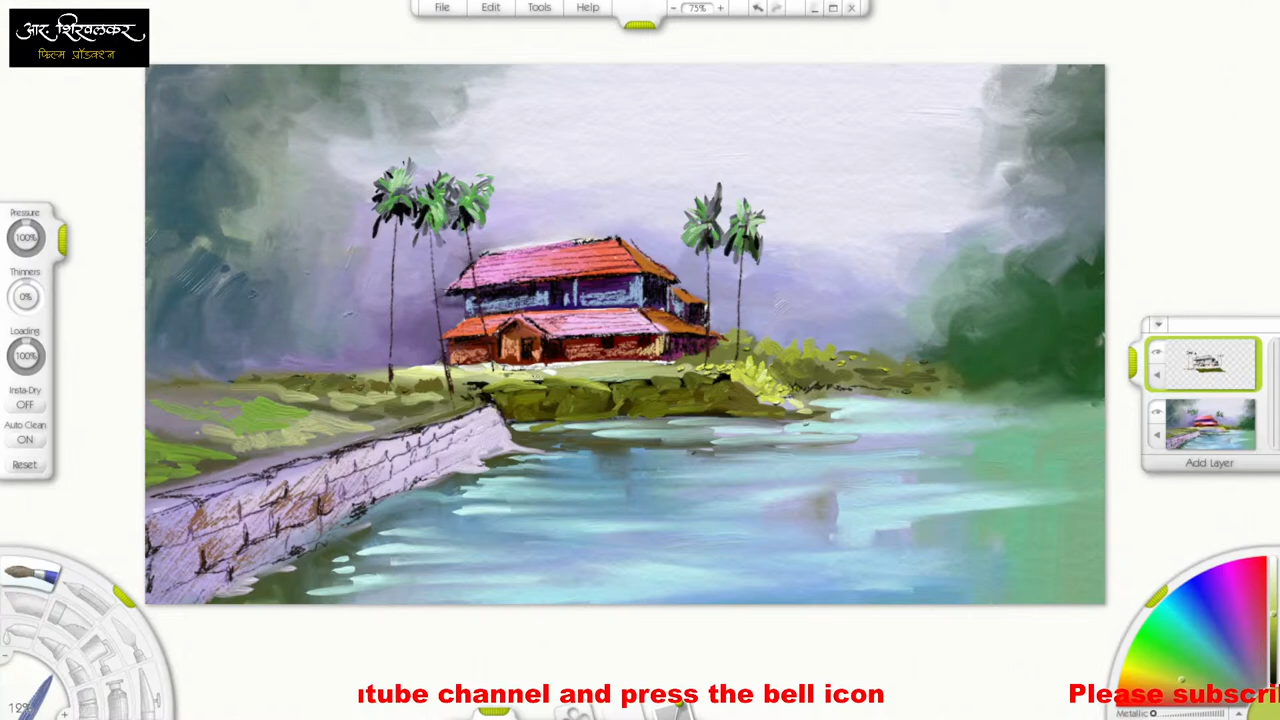 आर. शिरवलकर
फिल्म प्रॉडक्शन
File Edit Tools Help
- 75% +
Pressure
100%
Thinners
0%
Loading
100%
Insta-Dry
OFF
Auto Clean
ON
Reset
Add Layer
Metallic
tube channel and press the bell icon
Please subscri